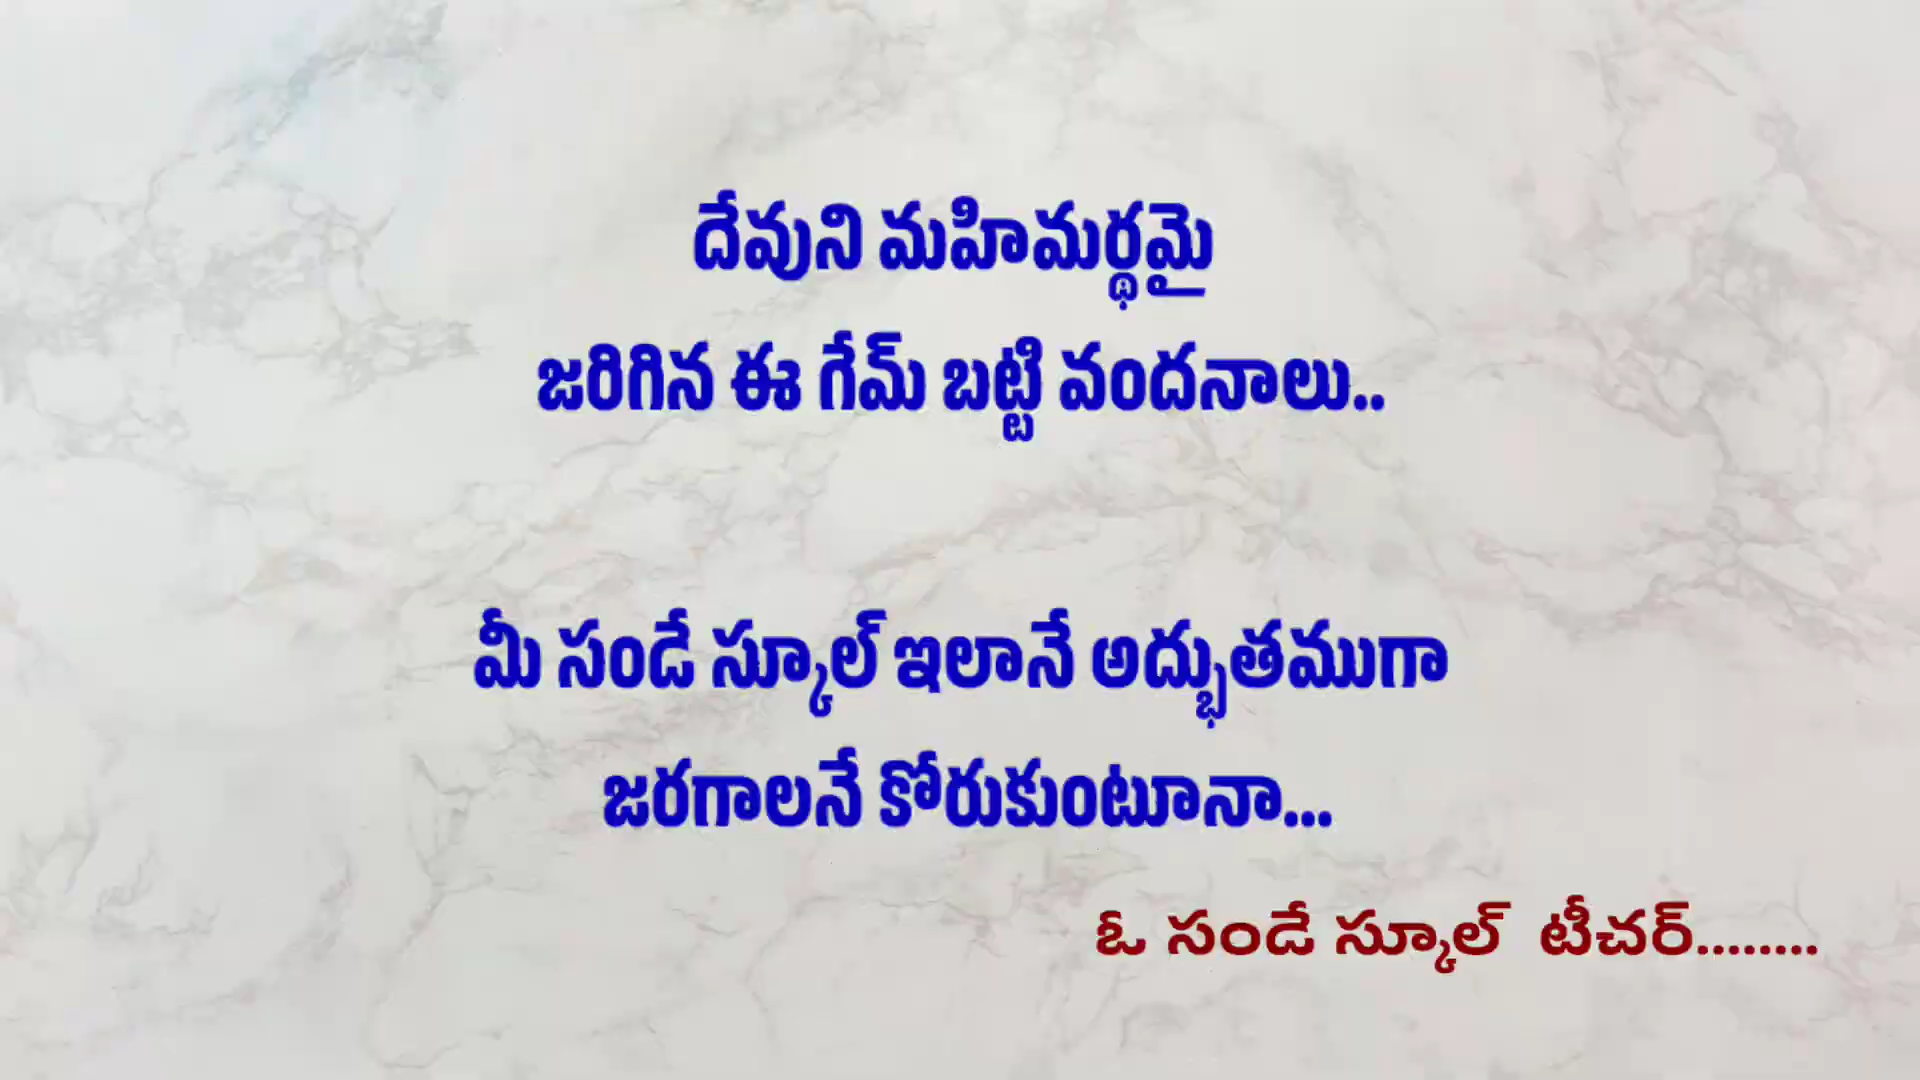 దేవుని మహిమర్థమై
జరిగిన ఈ గేమ్ బట్టి వందనాలు..
మీ సండే స్కూల్ ఇలానే అద్భుతముగా
జరగాలనే కోరుకుంటూనా...
ఓ సండే స్కూల్ టీచర్........